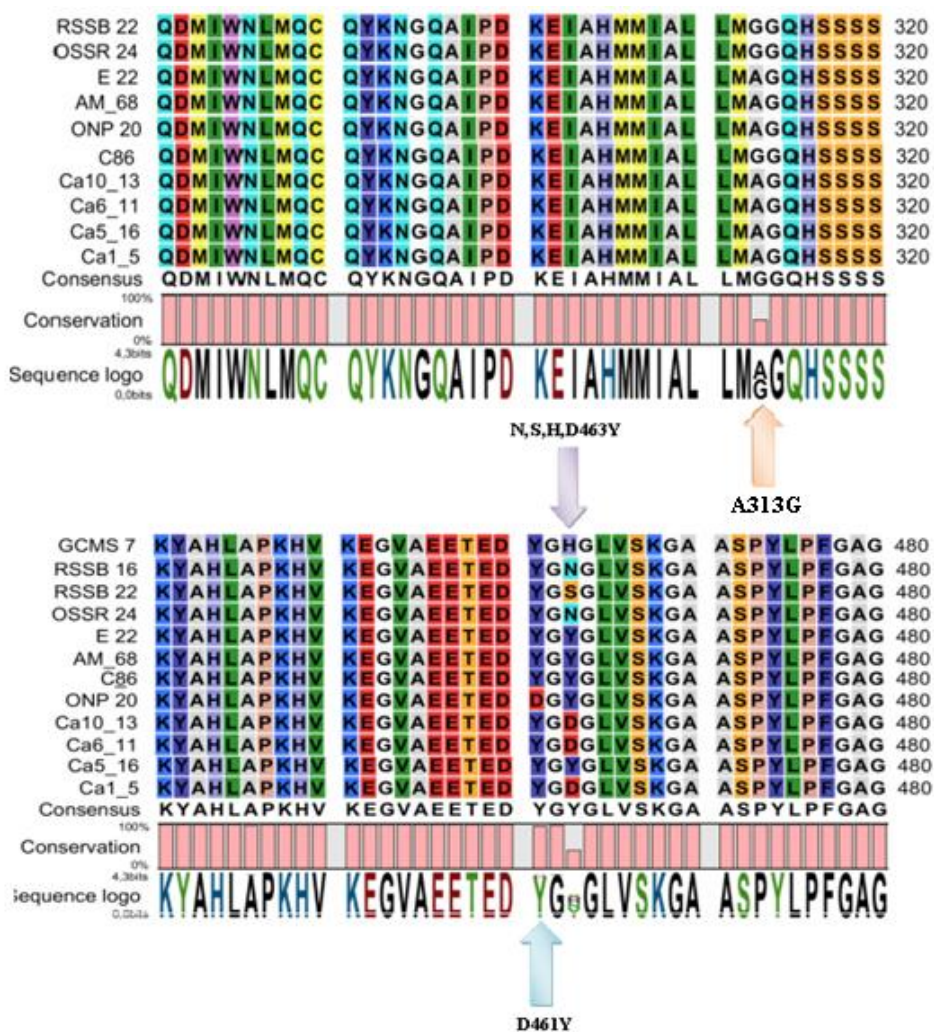 RSSB 22 QDMIWNLMQC QYKNGQAIPD KEIAHMMIAL LMGGQHSSSS 320
OSSR 24 QDMIWNLMQC QYKNGQAIPD KEIAHMMIAL LMGGQHSSSS 320
E 22 QDMIWNLMQC QYKNGQAIPD KEIAHMMIAL LMAGQHSSSS 320
AM_68 QDMIWNLMQC QYKNGQAIPD KEIAHMMIAL LMAGQHSSSS 320
ONP 20 QDMIWNLMQC QYKNGQAIPD KEIAHMMIAL LMAGQHSSSS 320
C86 QDMIWNLMQC QYKNGQAIPD KEIAHMMIAL LMGGQHSSSS 320
Ca10_13 QDMIWNLMQC QYKNGQAIPD KEIAHMMIAL LMAGQHSSSS 320
Ca6_11 QDMIWNLMQC QYKNGQAIPD KEIAHMMIAL LMGGQHSSSS 320
Ca5_16 QDMIWNLMQC QYKNGQAIPD KEIAHMMIAL LMGGQHSSSS 320
Ca1_5 QDMIWNLMQC QYKNGQAIPD KEIAHMMIAL LMAGQHSSSS 320
Consensus QDMIWNLMQC QYKNGQAIPD KEIAHMMIAL LMGGQHSSSS
100%
Conservation
0%
4,3bits
Sequence logo QDMIWNLMQC QYKNGQAIPD KEIAHMMIAL LMAGGQHSSSS
0,0bits
N,S,H,D463Y
A313G
GCMS 7 KYAHLAPKHV KEGVAEETED YGHGLVSKGA ASPYLPFGAG 480
RSSB 16 KYAHLAPKHV KEGVAEETED YGNGLVSKGA ASPYLPFGAG 480
RSSB 22 KYAHLAPKHV KEGVAEETED YGSGLVSKGA ASPYLPFGAG 480
OSSR 24 KYAHLAPKHV KEGVAEETED YGNGLVSKGA ASPYLPFGAG 480
E 22 KYAHLAPKHV KEGVAEETED YGYGLVSKGA ASPYLPFGAG 480
AM_68 KYAHLAPKHV KEGVAEETED YGYGLVSKGA ASPYLPFGAG 480
C86 KYAHLAPKHV KEGVAEETED YGYGLVSKGA ASPYLPFGAG 480
ONP 20 KYAHLAPKHV KEGVAEETED DGYGLVSKGA ASPYLPFGAG 480
Ca10_13 KYAHLAPKHV KEGVAEETED YGDGLVSKGA ASPYLPFGAG 480
Ca6_11 KYAHLAPKHV KEGVAEETED YGDGLVSKGA ASPYLPFGAG 480
Ca5_16 KYAHLAPKHV KEGVAEETED YGYGLVSKGA ASPYLPFGAG 480
Ca1_5 KYAHLAPKHV KEGVAEETED YGDGLVSKGA ASPYLPFGAG 480
Consensus KYAHLAPKHV KEGVAEETED YGYGLVSKGA ASPYLPFGAG
100%
Conservation
0%
4,3bits
Sequence logo KYAHLAPKHV KEGVAEETED YG GLVSKGA ASPYLPFGAG
0,0bits
D461Y